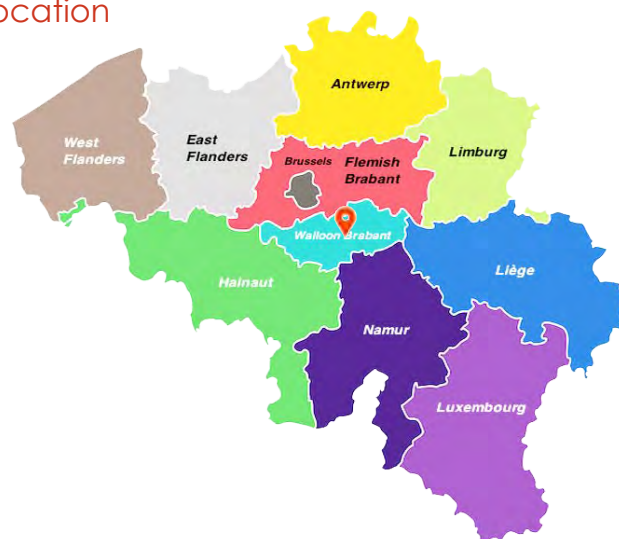 ocation
Antwerp
West
Flanders
East
Flanders
Brussels
Flemish
Brabant
Limburg
Walloon Brabant
Liège
Hainaut
Namur
Luxembourg